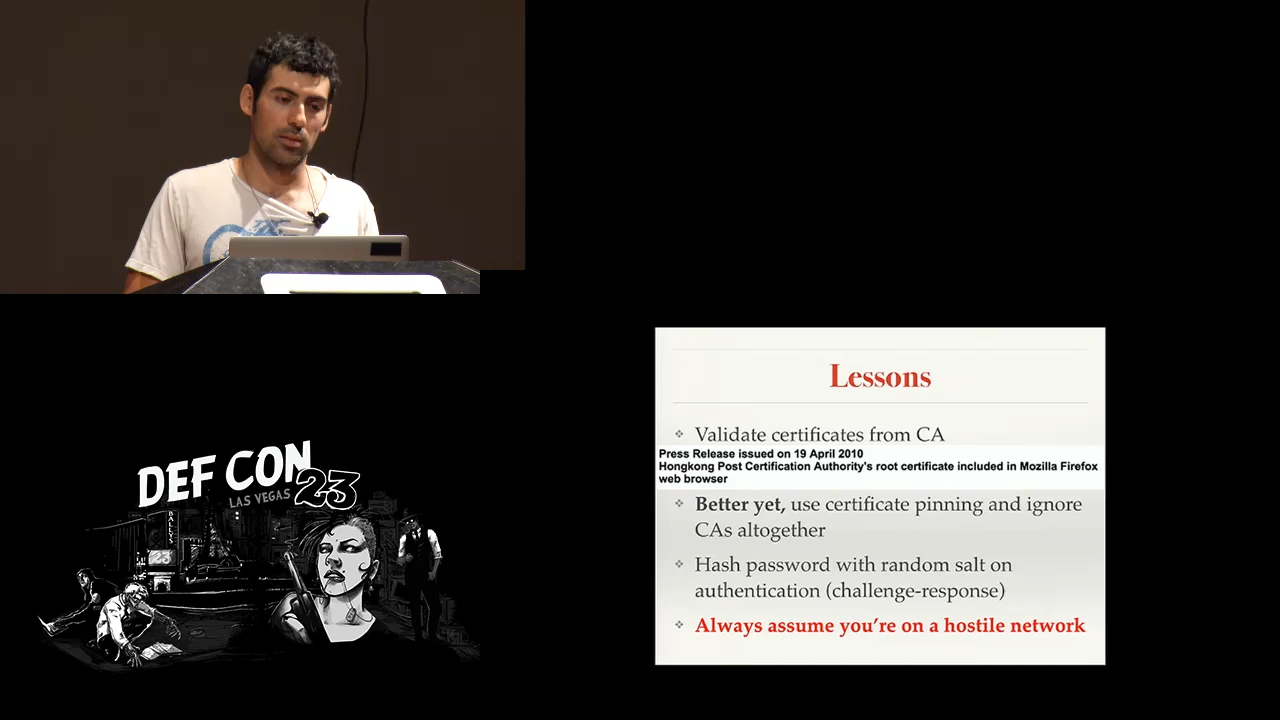 Lessons
Validate certificates from CA
Press Release issued on 19 April 2010
Hongkong Post Certification Authority's root certificate included in Mozilla Firefox
web browser
Better yet, use certificate pinning and ignore
CAs altogether
Hash password with random salt on
authentication (challenge-response)
Always assume you're on a hostile network
DEF CON
LAS VEGAS 23
BALLYS